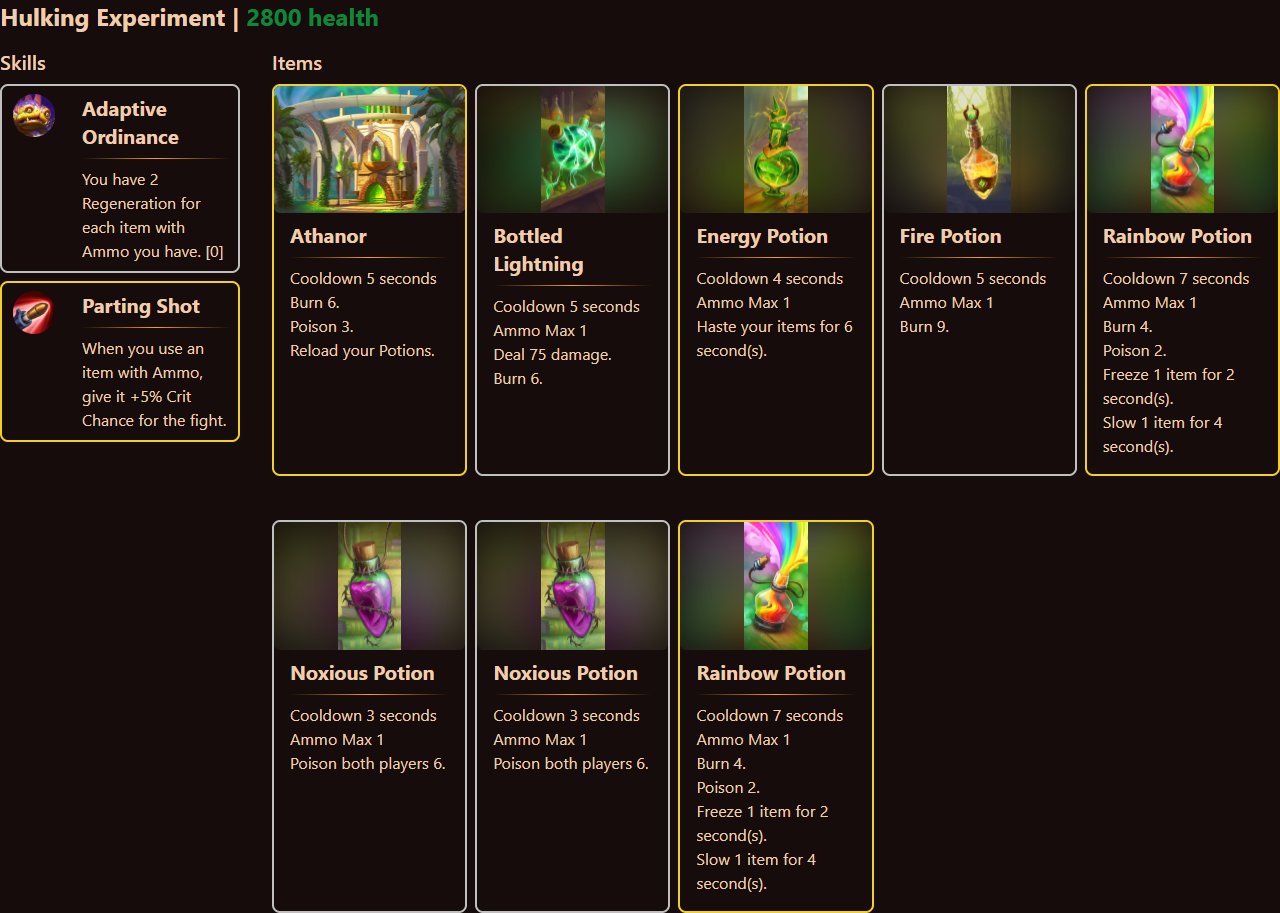 Hulking Experiment | 2800 health
Skills
Adaptive
Ordinance
You have 2
Regeneration for
each item with
Ammo you have. [0]
Parting Shot
When you use an
item with Ammo,
give it +5% Crit
Chance for the fight.
Items
Athanor
Cooldown 5 seconds
Burn 6.
Poison 3.
Reload your Potions.
Bottled
Lightning
Cooldown 5 seconds
Ammo Max 1
Deal 75 damage.
Burn 6.
Energy Potion
Cooldown 4 seconds
Ammo Max 1
Haste your items for 6
second(s).
Fire Potion
Cooldown 5 seconds
Ammo Max 1
Burn 9.
Rainbow Potion
Cooldown 7 seconds
Ammo Max 1
Burn 4.
Poison 2.
Freeze 1 item for 2
second(s).
Slow 1 item for 4
second(s).
Noxious Potion
Cooldown 3 seconds
Ammo Max 1
Poison both players 6.
Noxious Potion
Cooldown 3 seconds
Ammo Max 1
Poison both players 6.
Rainbow Potion
Cooldown 7 seconds
Ammo Max 1
Burn 4.
Poison 2.
Freeze 1 item for 2
second(s).
Slow 1 item for 4
second(s).